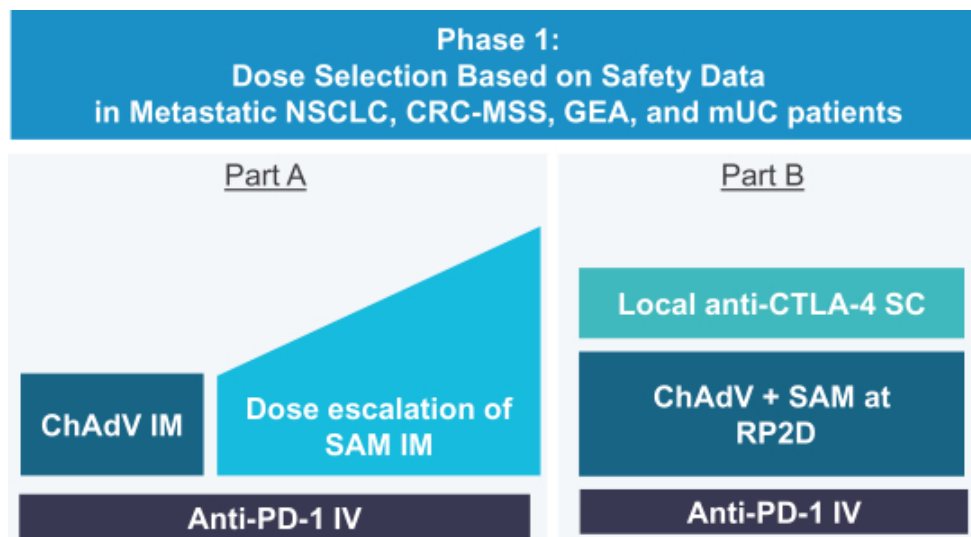 Phase 1:
Dose Selection Based on Safety Data
in Metastatic NSCLC, CRC-MSS, GEA, and mUC patients
Part A
ChAdV IM
Dose escalation of
SAM IM
Anti-PD-1 IV
Part B
Local anti-CTLA-4 SC
ChAdV + SAM at
RP2D
Anti-PD-1 IV